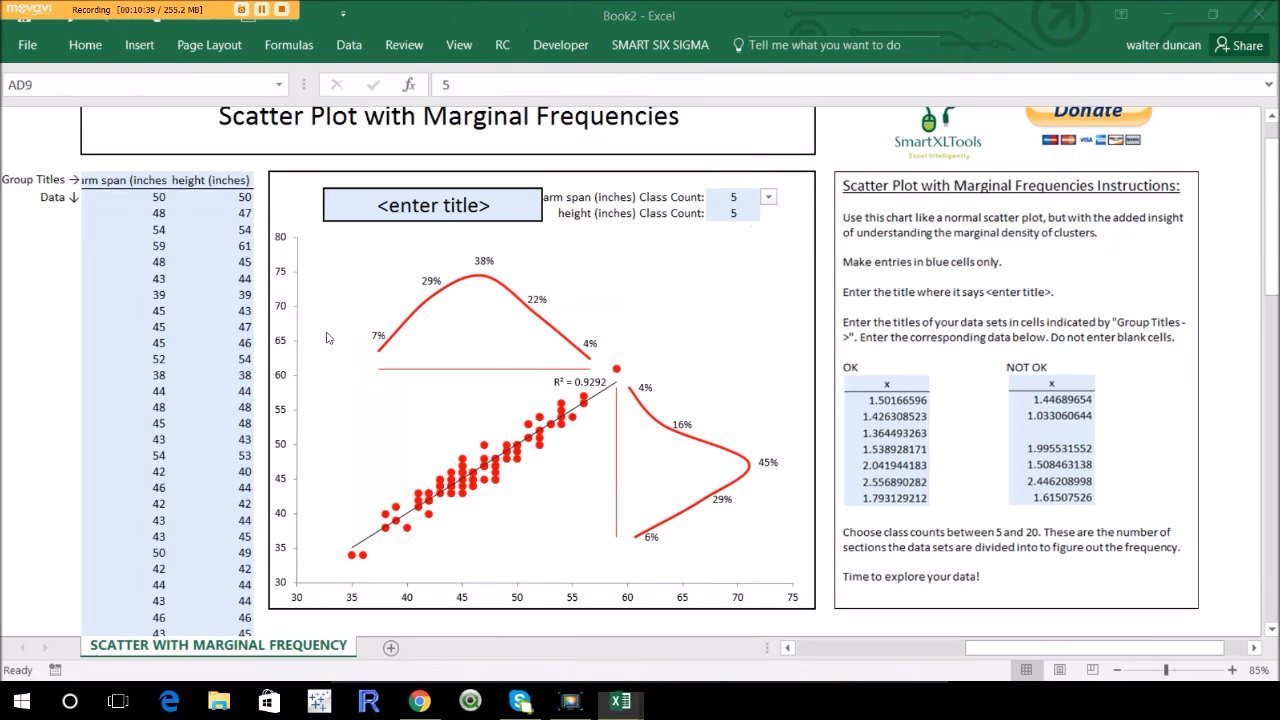 movavi Recording [00:10:39 / 255.2 MB]
Book2 - Excel
File Home Insert Page Layout Formulas Data Review View RC Developer SMART SIX SIGMA Tell me what you want to do walter duncan Share
AD9 fx 5
Scatter Plot with Marginal Frequencies
SmartXLTools
Excel Intelligently
Donate
VISA
Group Titles → arm span (inches height (inches)
Data ↓ 50 50
48 47
54 54
59 61
48 45
43 44
39 39
45 43
45 47
45 46
52 54
38 38
44 44
48 48
45 48
43 43
54 53
42 40
46 44
42 42
43 44
43 45
50 49
42 42
44 44
43 44
46 46
43 45
<enter title>
arm span (inches) Class Count: 5
height (inches) Class Count: 5
80
75
70
65
60
55
50
45
40
35
30
7%
29%
38%
22%
4%
R² = 0.9292
4%
16%
45%
29%
6%
30 35 40 45 50 55 60 65 70 75
Scatter Plot with Marginal Frequencies Instructions:
Use this chart like a normal scatter plot, but with the added insight
of understanding the marginal density of clusters.
Make entries in blue cells only.
Enter the title where it says <enter title>.
Enter the titles of your data sets in cells indicated by "Group Titles -
>". Enter the corresponding data below. Do not enter blank cells.
OK NOT OK
x x
1.50166596 1.44689654
1.426308523 1.033060644
1.364493263
1.538928171 1.995531552
2.041944183 1.508463138
2.556890282 2.446208998
1.793129212 1.61507526
Choose class counts between 5 and 20. These are the number of
sections the data sets are divided into to figure out the frequency.
Time to explore your data!
SCATTER WITH MARGINAL FREQUENCY
Ready 85%